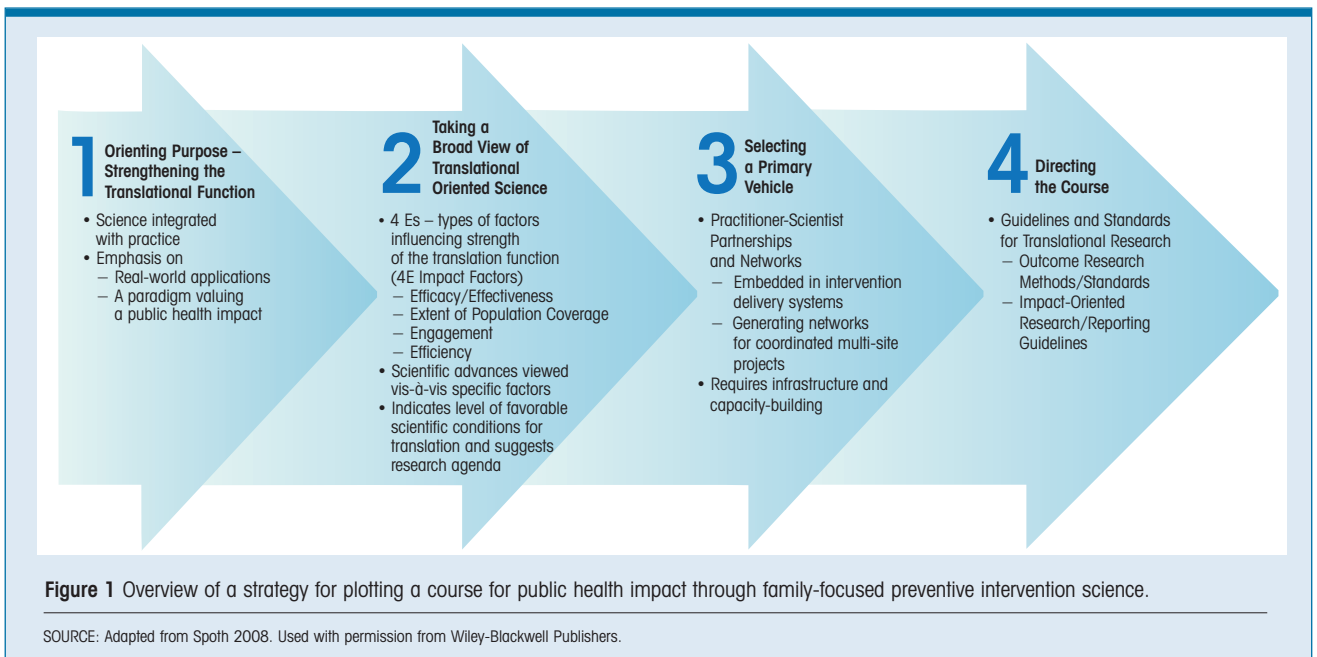 1
Orienting Purpose –
Strengthening the
Translational Function
• Science integrated
with practice
• Emphasis on
– Real-world applications
– A paradigm valuing
a public health impact
2
Taking a
Broad View of
Translational
Oriented Science
• 4 Es – types of factors
influencing strength
of the translation function
(4E Impact Factors)
– Efficacy/Effectiveness
– Extent of Population Coverage
– Engagement
– Efficiency
• Scientific advances viewed
vis-à-vis specific factors
• Indicates level of favorable
scientific conditions for
translation and suggests
research agenda
3
Selecting
a Primary
Vehicle
• Practitioner-Scientist
Partnerships
and Networks
– Embedded in intervention
delivery systems
– Generating networks
for coordinated multi-site
projects
• Requires infrastructure and
capacity-building
4
Directing
the Course
• Guidelines and Standards
for Translational Research
– Outcome Research
Methods/Standards
– Impact-Oriented
Research/Reporting
Guidelines
Figure 1 Overview of a strategy for plotting a course for public health impact through family-focused preventive intervention science.
SOURCE: Adapted from Spoth 2008. Used with permission from Wiley-Blackwell Publishers.